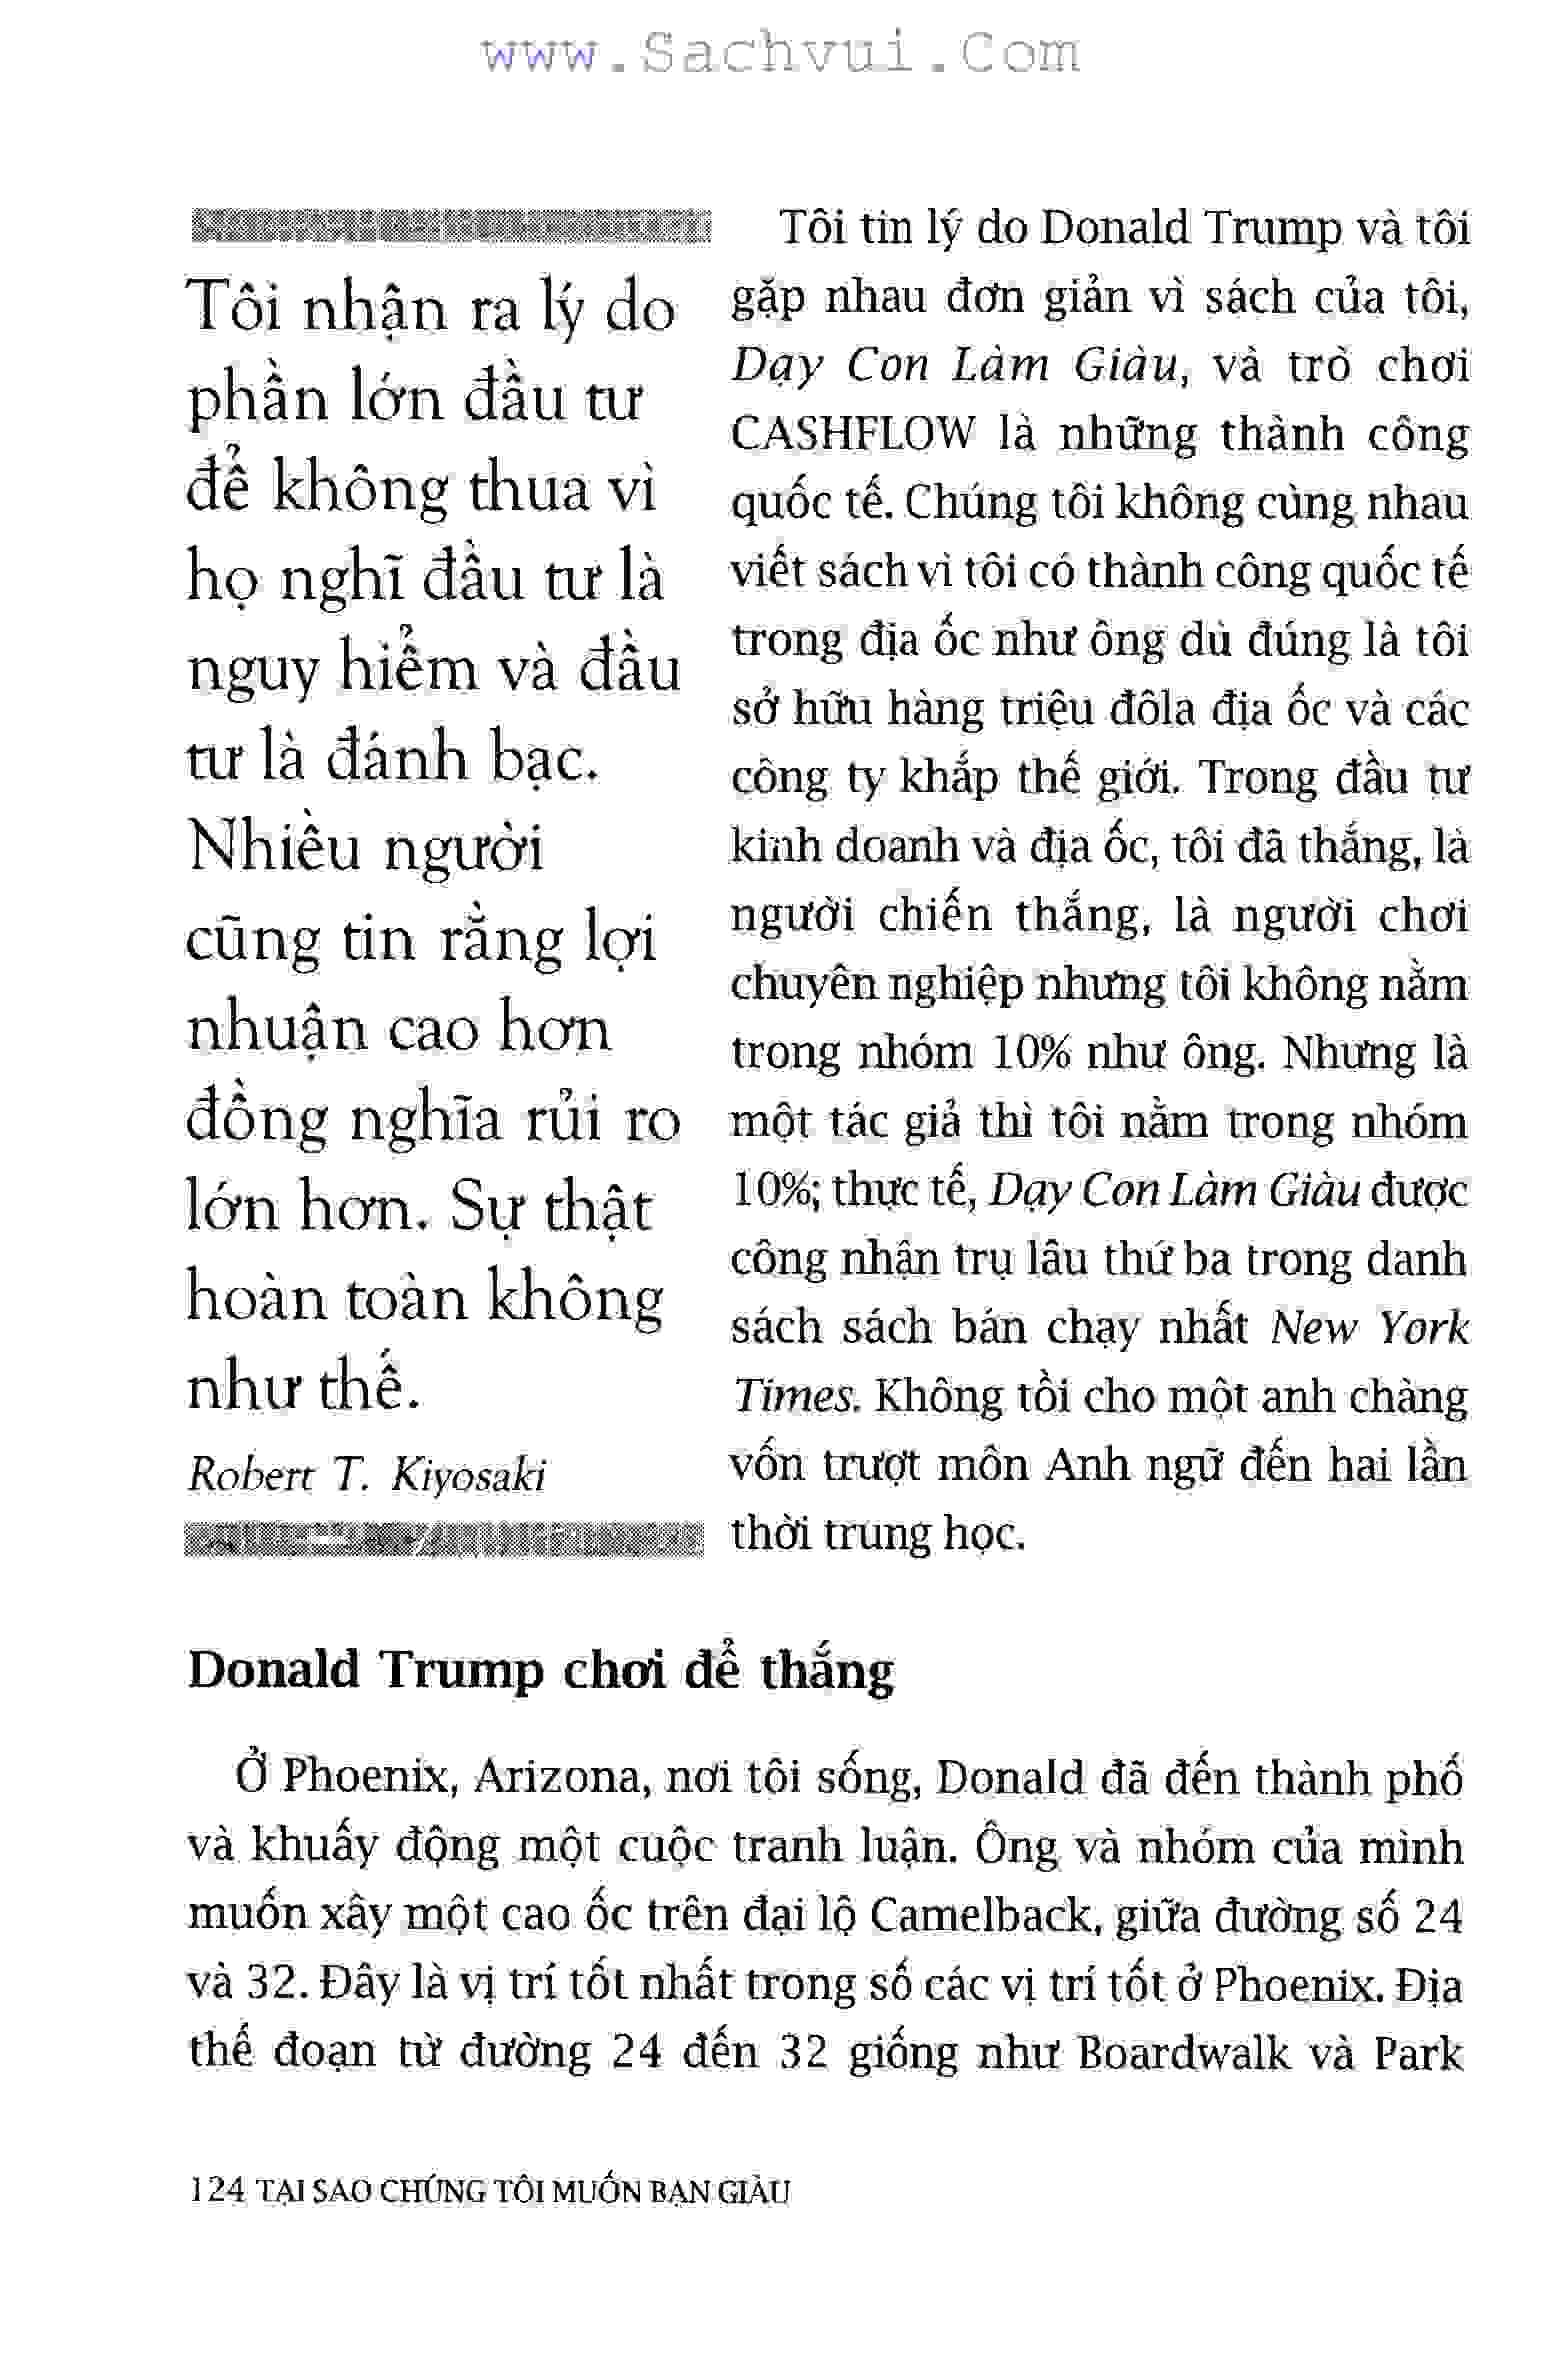 www.Sachvui.Com
Tôi nhận ra lý do
phần lớn đầu tư
để không thua vì
họ nghĩ đầu tư là
nguy hiểm và đầu
tư là đánh bạc.
Nhiều người
cũng tin rằng lợi
nhuận cao hơn
đồng nghĩa rủi ro
lớn hơn. Sự thật
hoàn toàn không
như thế.
Robert T. Kiyosaki
Tôi tin lý do Donald Trump và tôi
gặp nhau đơn giản vì sách của tôi,
Dạy Con Làm Giàu, và trò chơi
CASHFLOW là những thành công
quốc tế. Chúng tôi không cùng nhau
viết sách vì tôi có thành công quốc tế
trong địa ốc như ông dù đúng là tôi
sở hữu hàng triệu đôla địa ốc và các
công ty khắp thế giới. Trong đầu tư
kinh doanh và địa ốc, tôi đã thắng, là
người chiến thắng, là người chơi
chuyên nghiệp nhưng tôi không nằm
trong nhóm 10% như ông. Nhưng là
một tác giả thì tôi nằm trong nhóm
10%; thực tế, Dạy Con Làm Giàu được
công nhận trụ lâu thứ ba trong danh
sách sách bán chạy nhất New York
Times. Không tồi cho một anh chàng
vốn trượt môn Anh ngữ đến hai lần
thời trung học.
Donald Trump chơi để thắng
Ở Phoenix, Arizona, nơi tôi sống, Donald đã đến thành phố
và khuấy động một cuộc tranh luận. Ông và nhóm của mình
muốn xây một cao ốc trên đại lộ Camelback, giữa đường số 24
và 32. Đây là vị trí tốt nhất trong số các vị trí tốt ở Phoenix. Địa
thế đoạn từ đường 24 đến 32 giống như Boardwalk và Park
124 TẠI SAO CHÚNG TÔI MUỐN BẠN GIÀU